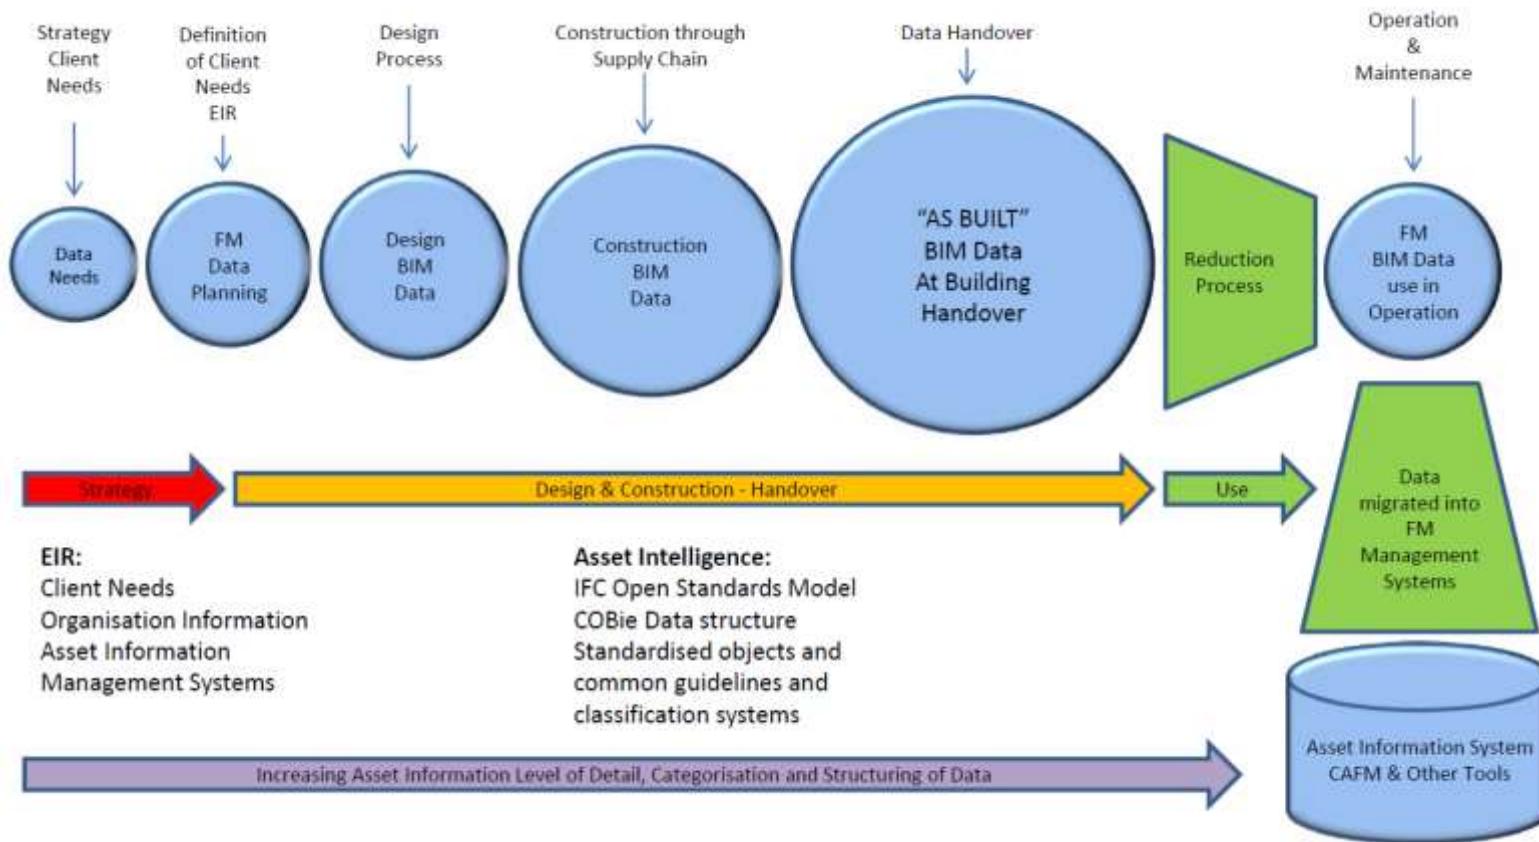 Strategy
Client
Needs
Definition
of Client
Needs
EIR
Design
Process
Construction through
Supply Chain
Data Handover
Operation
&
Maintenance
Data
Needs
FM
Data
Planning
Design
BIM
Data
Construction
BIM
Data
“AS BUILT”
BIM Data
At Building
Handover
Reduction
Process
FM
BIM Data
use in
Operation
Strategy
Design & Construction - Handover
Use
Data
migrated into
FM
Management
Systems
EIR:
Client Needs
Organisation Information
Asset Information
Management Systems
Asset Intelligence:
IFC Open Standards Model
COBie Data structure
Standardised objects and
common guidelines and
classification systems
Increasing Asset Information Level of Detail, Categorisation and Structuring of Data
Asset Information System
CAFM & Other Tools